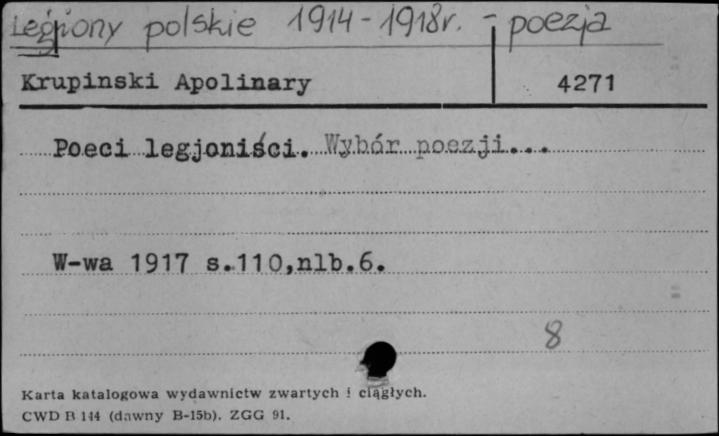 Legiony polskie 1914-1918r. - poezja
Krupinski Apolinary 4271
Poeci legjoniści. Wybór poezji...
W-wa 1917 s.110,nlb.6.
8
Karta katalogowa wydawnictw zwartych i ciągłych.
CWD B 144 (dawny B-15b). ZGG 91.